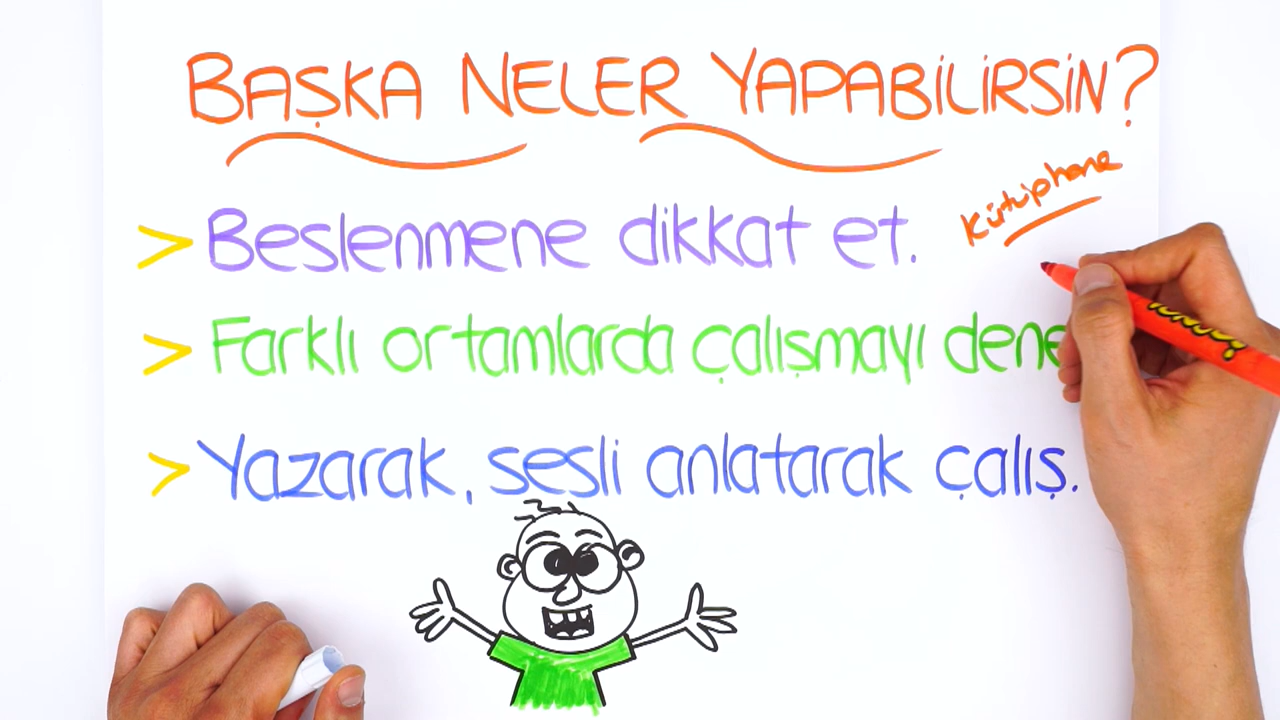 BAŞKA NELER YAPABİLİRSİN?
Kütüphane
> Beslenmene dikkat et.
> Farklı ortamlarda çalışmayı dene
> Yazarak, sesli anlatarak çalış.